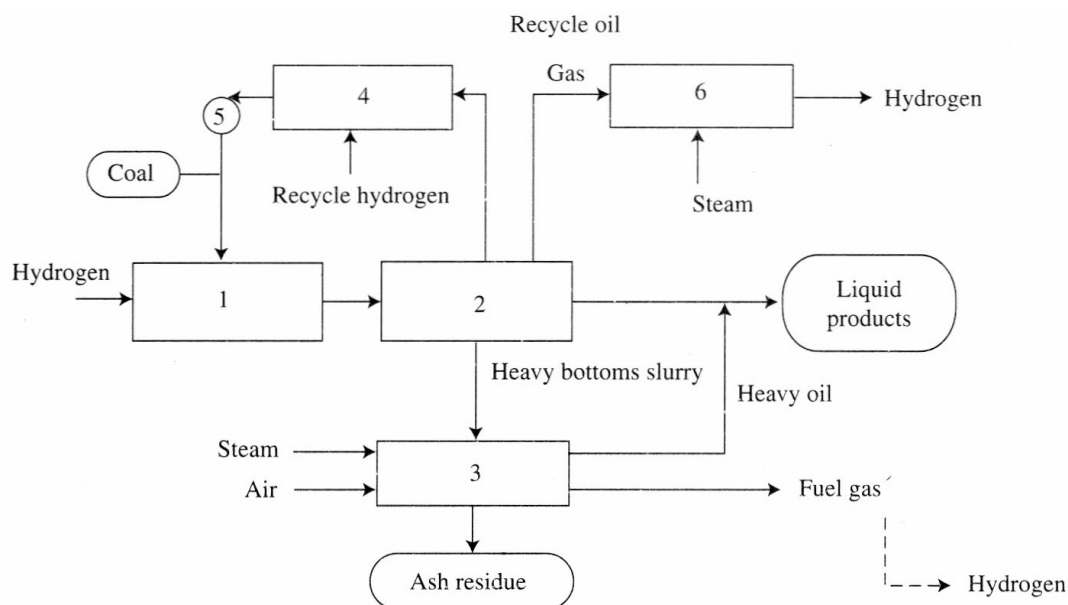 Recycle oil
Gas
4
6
Hydrogen
5
Coal
Recycle hydrogen
Steam
Hydrogen
1
2
Liquid
products
Heavy bottoms slurry
Heavy oil
Steam
3
Air
Fuel gas
Ash residue
Hydrogen